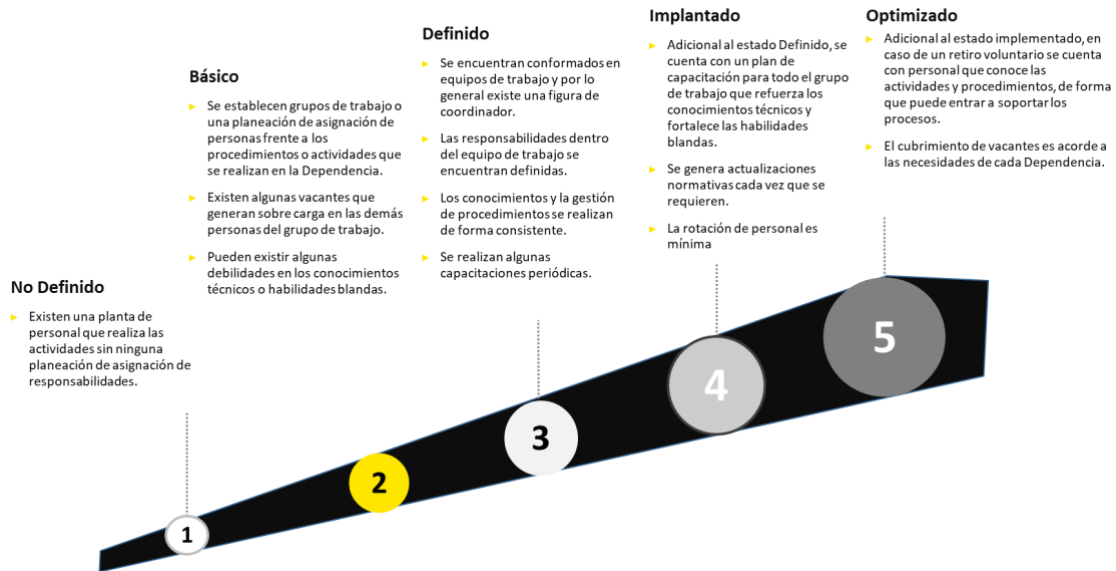 No Definido
Existen una planta de
personal que realiza las
actividades sin ninguna
planeación de asignación de
responsabilidades.
Básico
Se establecen grupos de trabajo o
una planeación de asignación de
personas frente a los
procedimientos o actividades que
se realizan en la Dependencia.
Existen algunas vacantes que
generan sobre carga en las demás
personas del grupo de trabajo.
Pueden existir algunas
debilidades en los conocimientos
técnicos o habilidades blandas.
Definido
Se encuentran conformados en
equipos de trabajo y por lo
general existe una figura de
coordinador.
Las responsabilidades dentro
del equipo de trabajo se
encuentran definidas.
Los conocimientos y la gestión
de procedimientos se realizan
de forma consistente.
Se realizan algunas
capacitaciones periódicas.
Implantado
Adicional al estado Definido, se
cuenta con un plan de
capacitación para todo el grupo
de trabajo que refuerza los
conocimientos técnicos y
fortalece las habilidades
blandas.
Se genera actualizaciones
normativas cada vez que se
requieren.
La rotación de personal es
mínima
Optimizado
Adicional al estado implementado, en
caso de un retiro voluntario se cuenta
con personal que conoce las
actividades y procedimientos, de forma
que puede entrar a soportar los
procesos.
El cubrimiento de vacantes es acorde a
las necesidades de cada Dependencia.
1
2
3
4
5